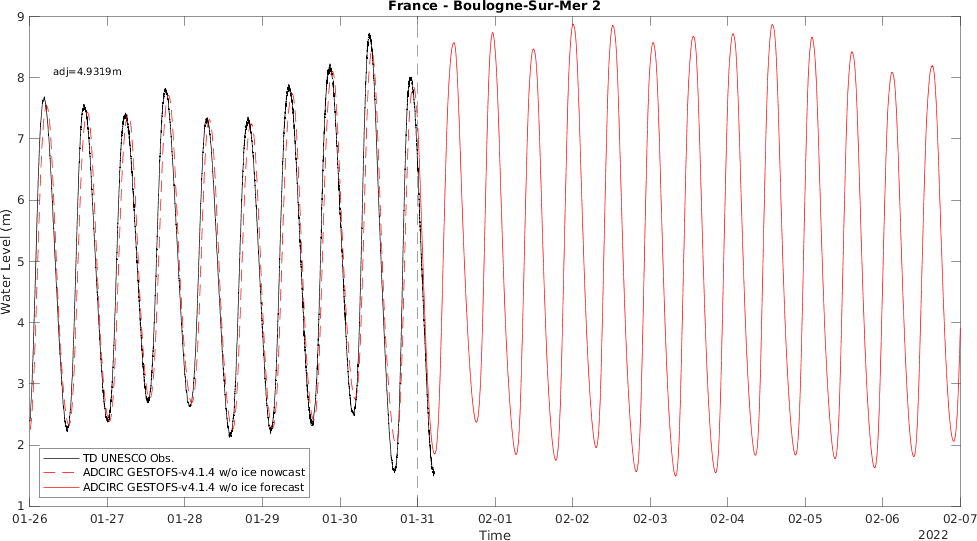 France - Boulogne-Sur-Mer 2
9
8
7
6
5
4
3
2
1
Water Level (m)
adj=4.9319m
TD UNESCO Obs.
ADCIRC GESTOFS-v4.1.4 w/o ice nowcast
ADCIRC GESTOFS-v4.1.4 w/o ice forecast
01-26 01-27 01-28 01-29 01-30 01-31 02-01 02-02 02-03 02-04 02-05 02-06 02-07
Time
2022